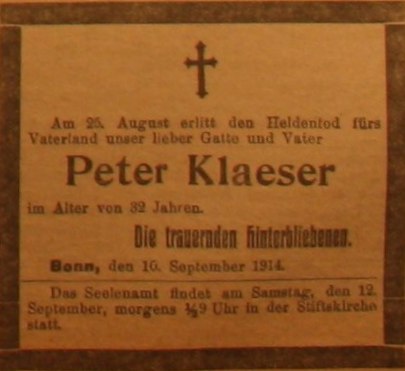 Am 25. August erlitt den Heldentod fürs
Vaterland unser lieber Gatte und Vater
Peter Klaeser
im Alter von 32 Jahren.
Die trauernden Hinterbliebenen.
Bonn, den 10. September 1914.
Das Seelenamt findet am Samstag, den 12.
September, morgens ½9 Uhr in der Stiftskirche
statt.